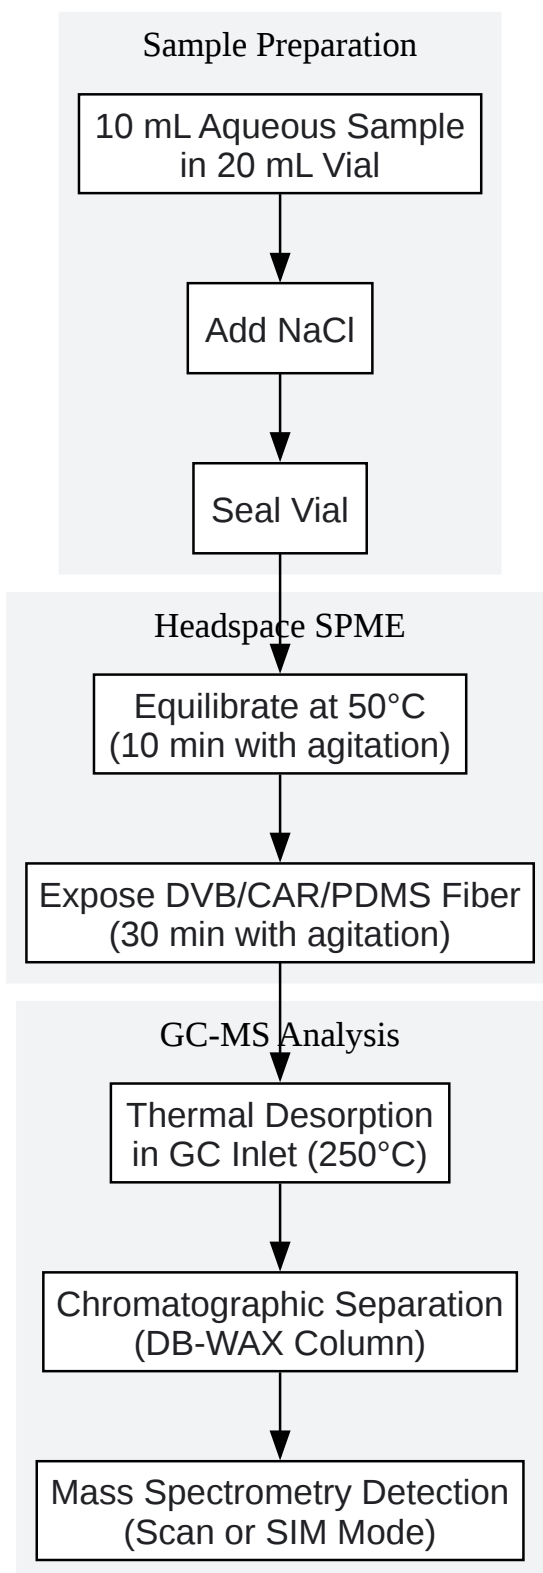 Sample Preparation
10 mL Aqueous Sample
in 20 mL Vial
Add NaCl
Seal Vial
Headspace SPME
Equilibrate at 50°C
(10 min with agitation)
Expose DVB/CAR/PDMS Fiber
(30 min with agitation)
GC-MS Analysis
Thermal Desorption
in GC Inlet (250°C)
Chromatographic Separation
(DB-WAX Column)
Mass Spectrometry Detection
(Scan or SIM Mode)